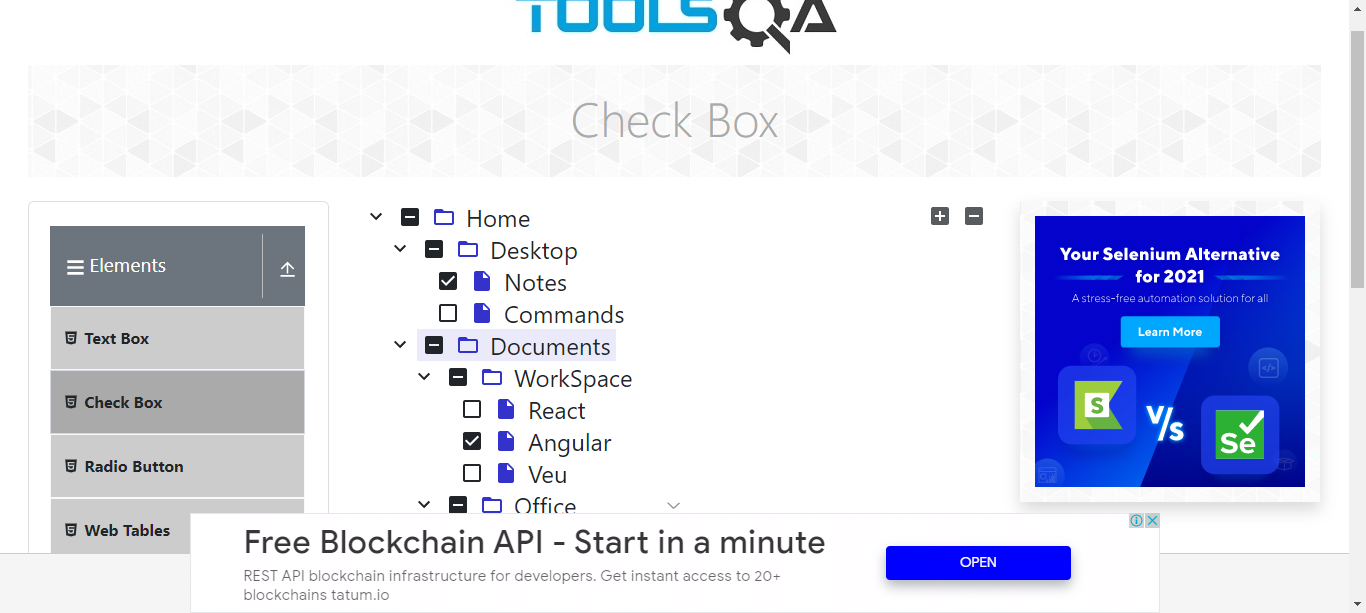 TOOLSQA
Check Box
Elements
Text Box
Check Box
Radio Button
Web Tables
Home
Desktop
Notes
Commands
Documents
WorkSpace
React
Angular
Veu
Office
Your Selenium Alternative
for 2021
A stress-free automation solution for all
Learn More
S
V/s
Se
Free Blockchain API - Start in a minute
REST API blockchain infrastructure for developers. Get instant access to 20+
blockchains tatum.io
OPEN